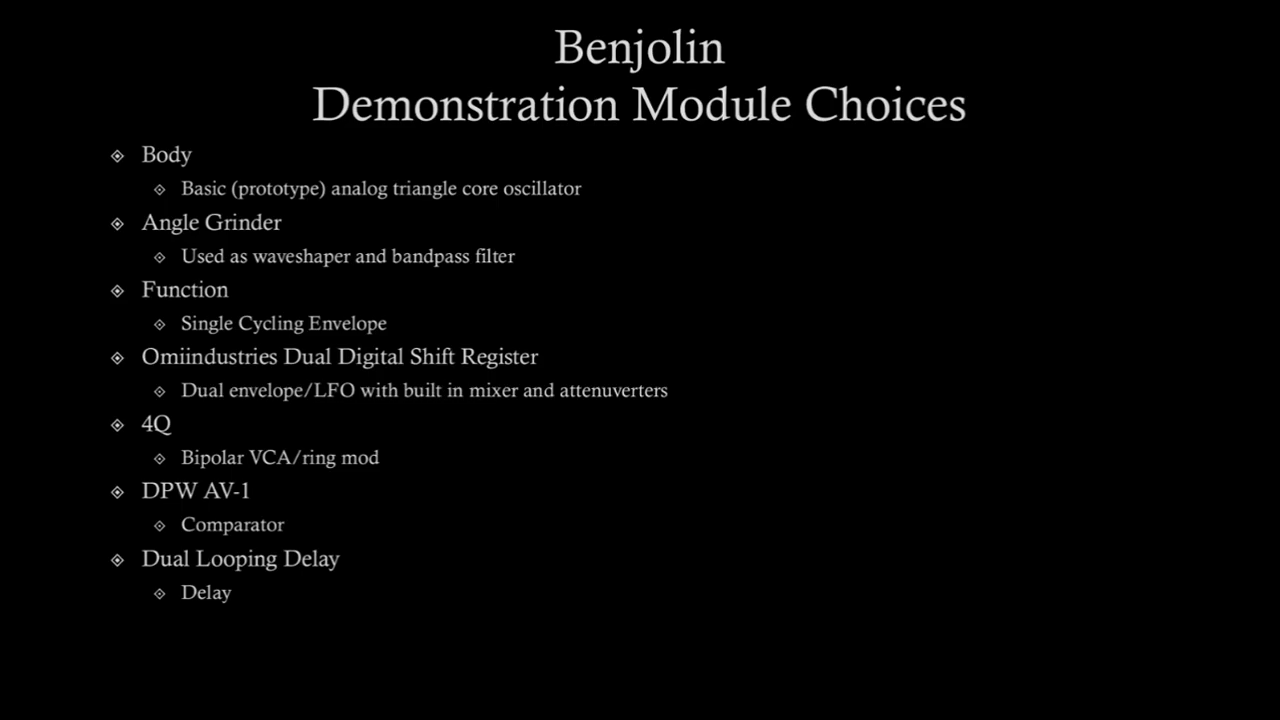 Benjolin
Demonstration Module Choices
Body
Basic (prototype) analog triangle core oscillator
Angle Grinder
Used as waveshaper and bandpass filter
Function
Single Cycling Envelope
Omiindustries Dual Digital Shift Register
Dual envelope/LFO with built in mixer and attenuverters
4Q
Bipolar VCA/ring mod
DPW AV-1
Comparator
Dual Looping Delay
Delay